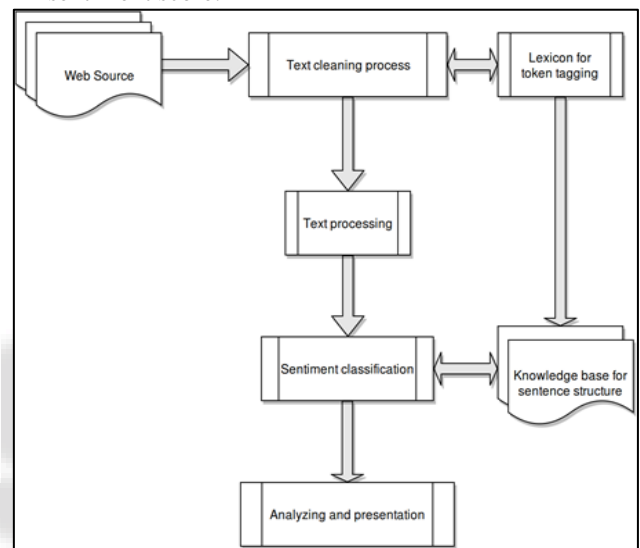 Web Source
Text cleaning process
Lexicon for
token tagging
Text processing
Sentiment classification
Knowledge base for
sentence structure
Analyzing and presentation